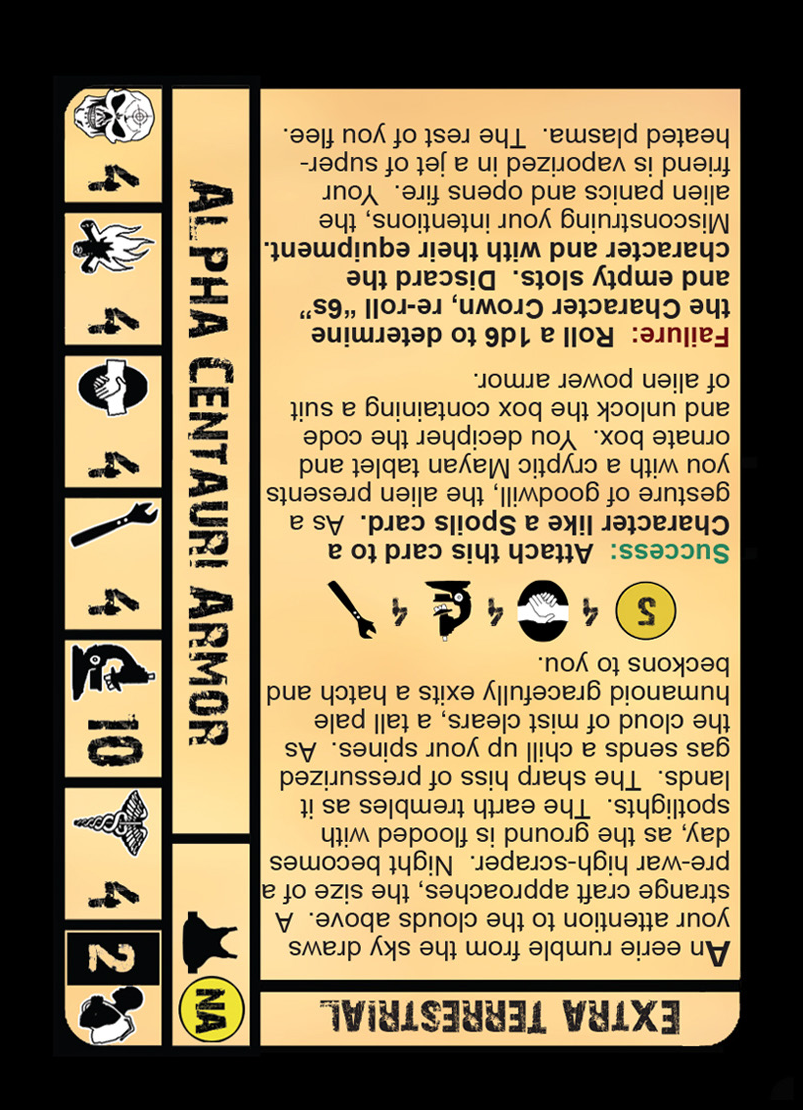 EXTRA TERRESTRIAL
An eerie rumble from the sky draws
your attention to the clouds above. A
strange craft approaches, the size of a
pre-war high-scraper. Night becomes
day, as the ground is flooded with
spotlights. The earth trembles as it
lands. The sharp hiss of pressurized
gas sends a chill up your spines. As
the cloud of mist clears, a tall pale
humanoid gracefully exits a hatch and
beckons to you.
5 4 4 4
Success: Attach this card to a
Character like a Spoils card. As a
gesture of goodwill, the alien presents
you with a cryptic Mayan tablet and
ornate box. You decipher the code
and unlock the box containing a suit
of alien power armor.
Failure: Roll a 1d6 to determine
the Character Crown, re-roll “6s”
and empty slots. Discard the
character and with their equipment.
Misconstruing your intentions, the
alien panics and opens fire. Your
friend is vaporized in a jet of super-
heated plasma. The rest of you flee.
ALPHA CENTAURI ARMOR
NA
4
4
4
4
10
4
2